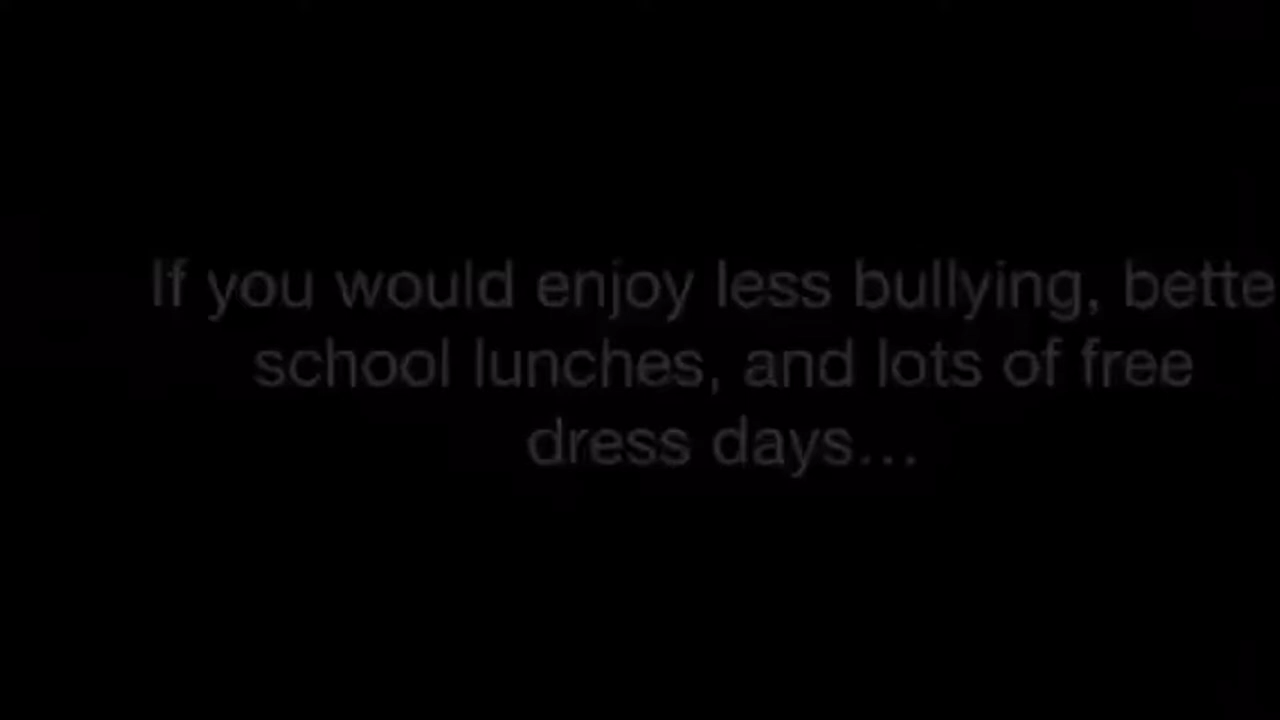 If you would enjoy less bullying, bette
school lunches, and lots of free
dress days...